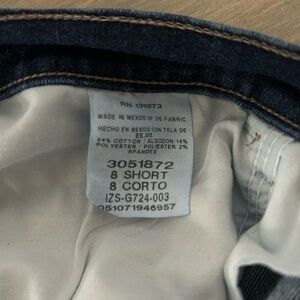 RN 136273
MADE IN MEXICO OF US FABRIC
HECHO EN MEXICO CON TELA DE
EE.UU.
84% COTTON / ALGODON 14%
POLYESTER / POLIESTER 2%
SPANDEX
3051872
8 SHORT
8 CORTO
IZS-G724-003
051071946957